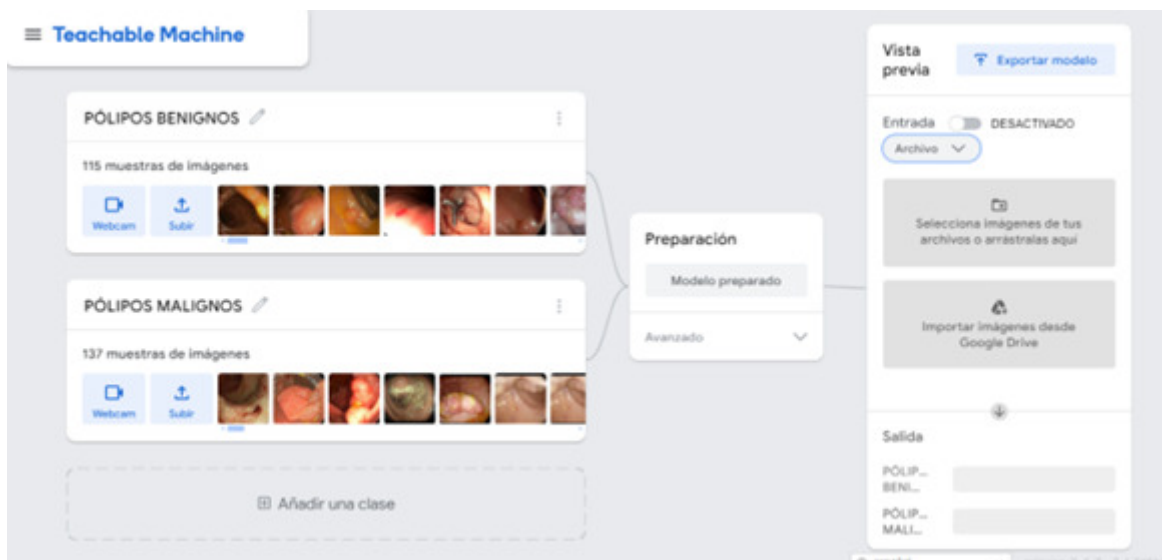 Teachable Machine
PÓLIPOS BENIGNOS
115 muestras de imágenes
Webcam
Subir
PÓLIPOS MALIGNOS
137 muestras de imágenes
Webcam
Subir
Añadir una clase
Preparación
Modelo preparado
Avanzado
Vista
previa
Exportar modelo
Entrada
DESACTIVADO
Archivo
Selecciona imágenes de tus
archivos o arrástralas aquí
Importar imágenes desde
Google Drive
Salida
PÓLIP...
BENI...
PÓLIP...
MALI...